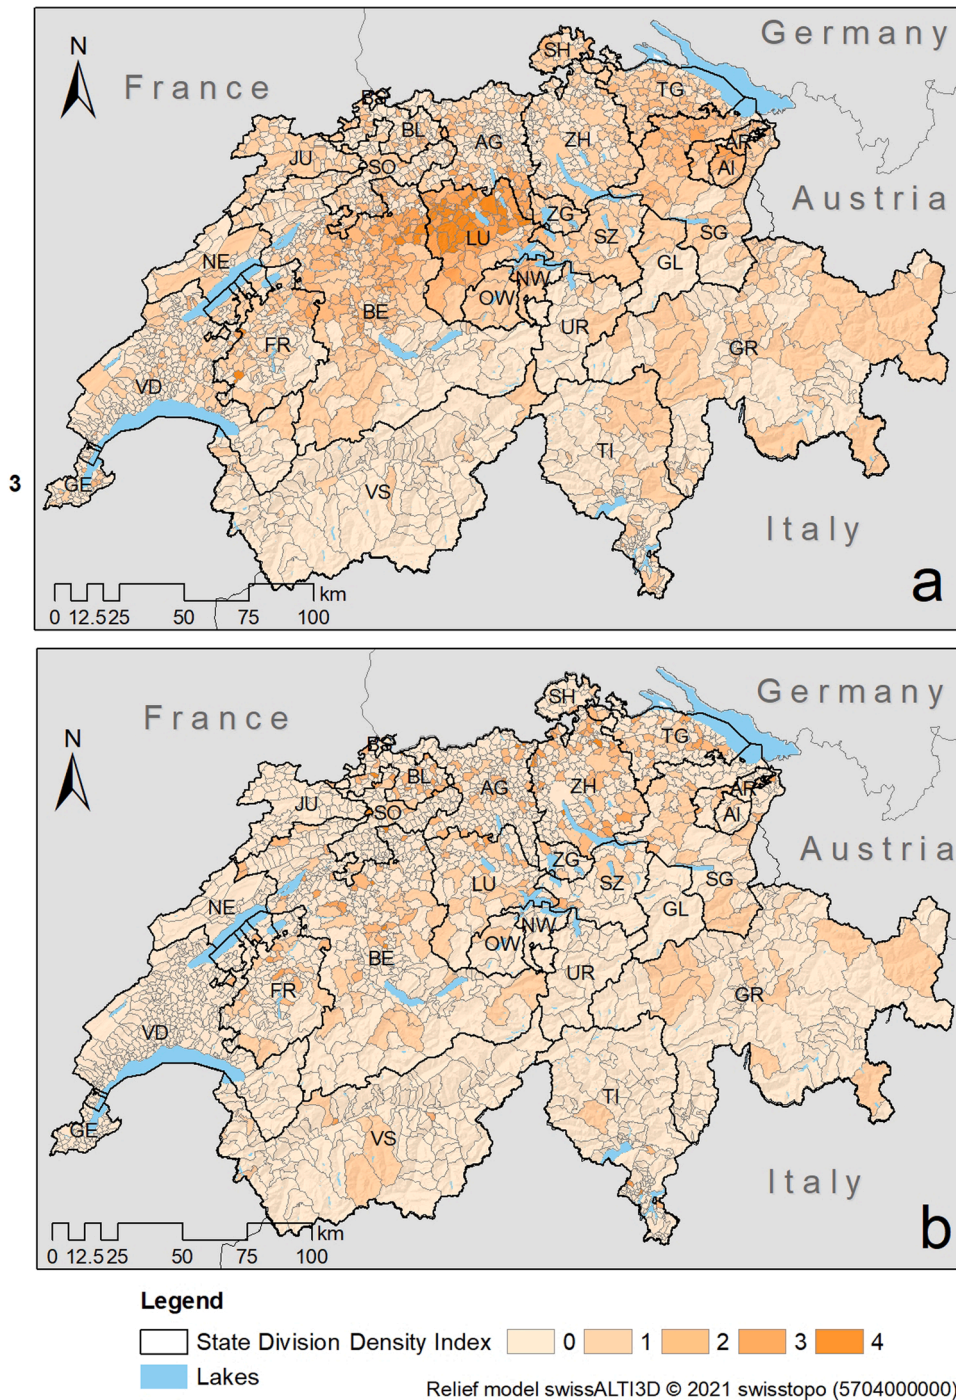 Germany
N
France
SH
BS
TG
BL
AG
ZH
AR
JU
SO
AI
Austria
ZG
LU
SZ
SG
NE
GL
NW
OW
BE
UR
FR
GR
VD
TI
3
GE
VS
Italy
km
0 12.5 25 50 75 100
a
Germany
SH
France
N
BS
TG
BL
AG
ZH
AR
JU
SO
AI
Austria
ZG
LU
SZ
SG
NE
GL
NW
OW
BE
UR
FR
GR
VD
TI
GE
VS
Italy
km
0 12.5 25 50 75 100
b
Legend
State Division Density Index 0 1 2 3 4
Lakes
Relief model swissALTI3D © 2021 swisstopo (5704000000)